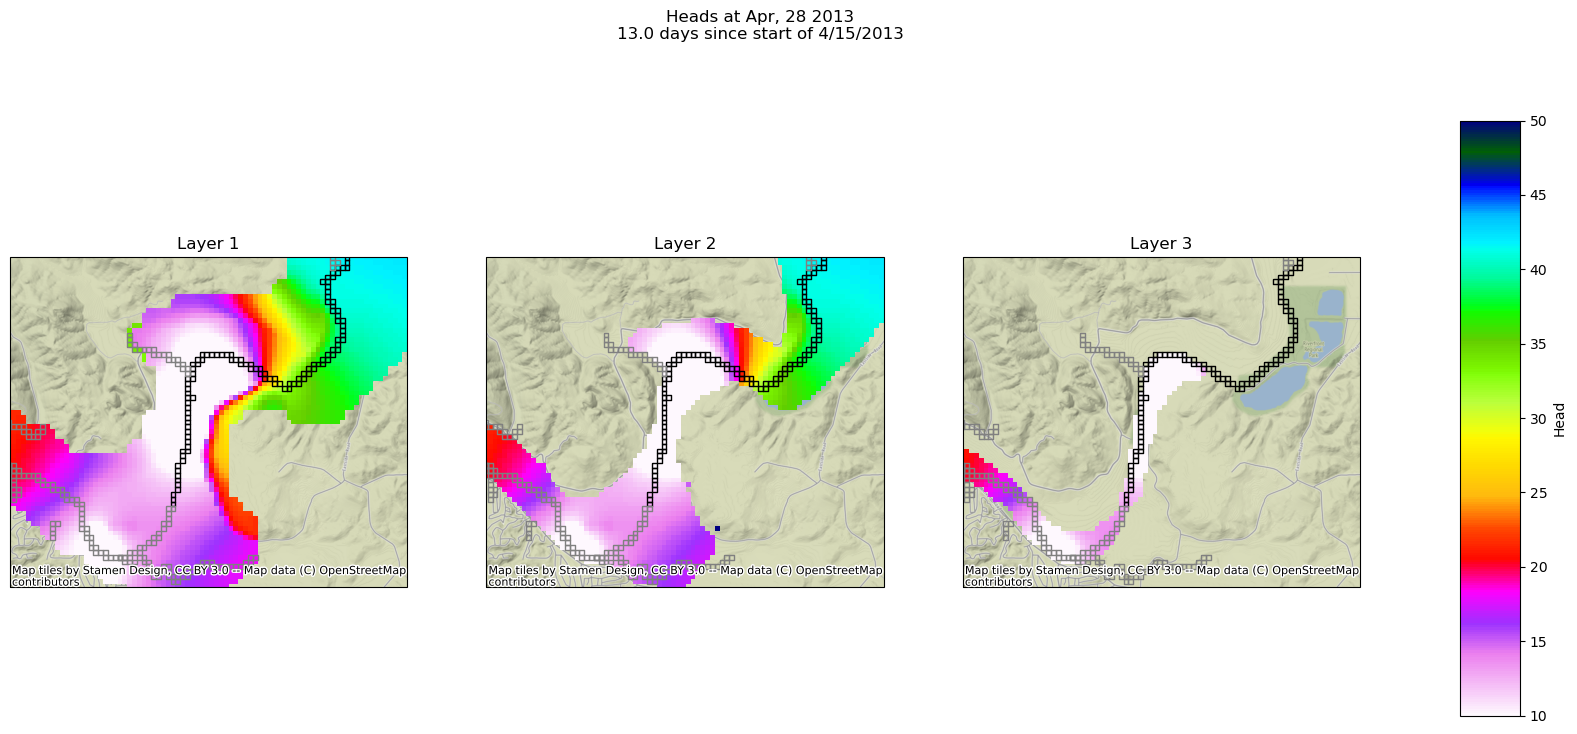 Heads at Apr, 28 2013
13.0 days since start of 4/15/2013
Layer 1
Layer 2
Layer 3
Map tiles by Stamen Design, CC BY 3.0 -- Map data (C) OpenStreetMap
contributors
Map tiles by Stamen Design, CC BY 3.0 -- Map data (C) OpenStreetMap
contributors
Map tiles by Stamen Design, CC BY 3.0 -- Map data (C) OpenStreetMap
contributors
50
45
40
35
30
25
20
15
10
Head